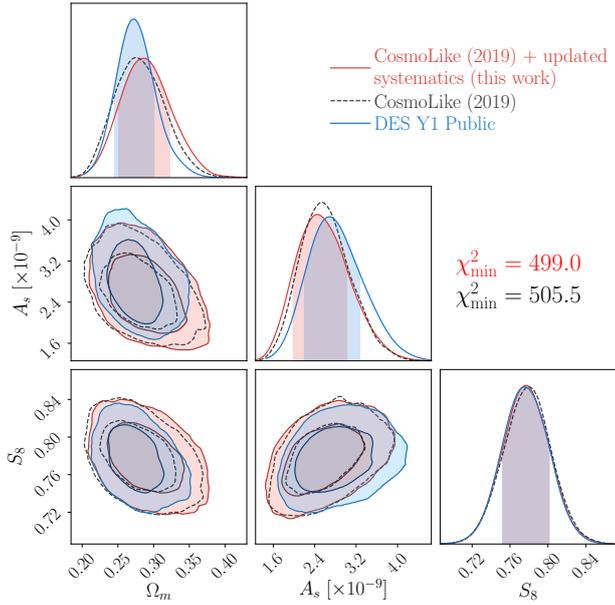 CosmoLike (2019) + updated
systematics (this work)
CosmoLike (2019)
DES Y1 Public
A_s [×10⁻⁹]
4.0
3.2
2.4
1.6
χ²_min = 499.0
χ²_min = 505.5
S₈
0.84
0.80
0.76
0.72
0.20 0.25 0.30 0.35 0.40
Ω_m
1.6 2.4 3.2 4.0
A_s [×10⁻⁹]
0.72 0.76 0.80 0.84
S₈